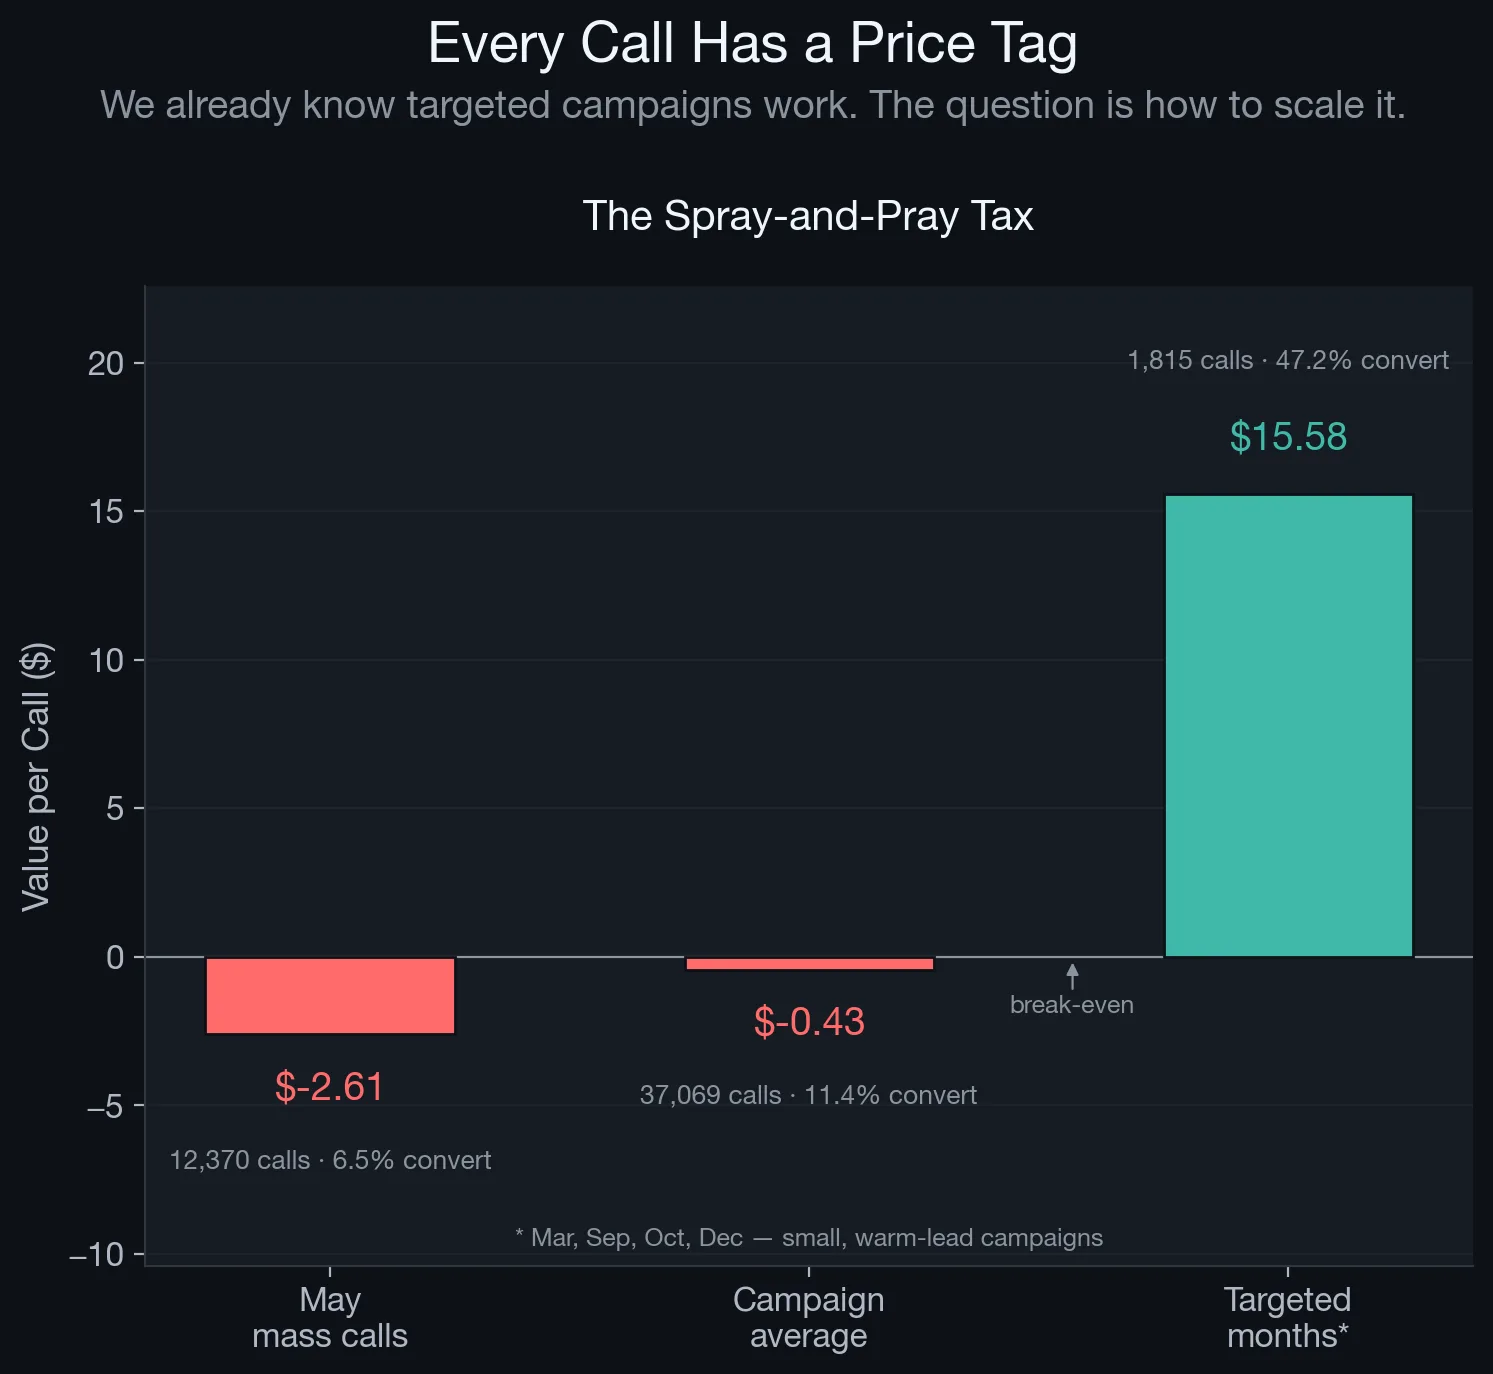 Every Call Has a Price Tag
We already know targeted campaigns work. The question is how to scale it.
The Spray-and-Pray Tax
Value per Call ($)
20
15
10
5
0
−5
−10
1,815 calls · 47.2% convert
$15.58
break-even
$-0.43
37,069 calls · 11.4% convert
$-2.61
12,370 calls · 6.5% convert
* Mar, Sep, Oct, Dec — small, warm-lead campaigns
May
mass calls
Campaign
average
Targeted
months*